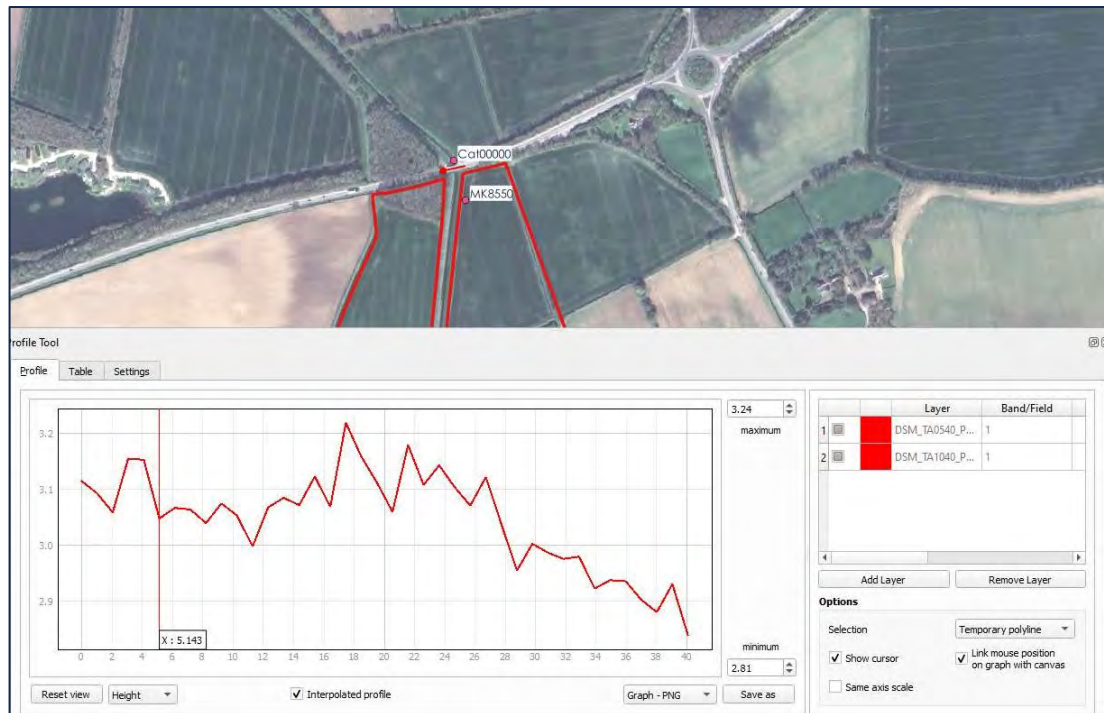 Cat00000
MK8550
rofile Tool
Profile Table Settings
3.24
maximum
3.2
3.1
3.0
2.9
X : 5.143
0 2 4 6 8 10 12 14 16 18 20 22 24 26 28 30 32 34 36 38 40
minimum
2.81
Reset view Height Interpolated profile Graph - PNG Save as
Layer Band/Field
1 DSM_TA0540_P... 1
2 DSM_TA1040_P... 1
Add Layer Remove Layer
Options
Selection Temporary polyline
Show cursor Link mouse position
on graph with canvas
Same axis scale